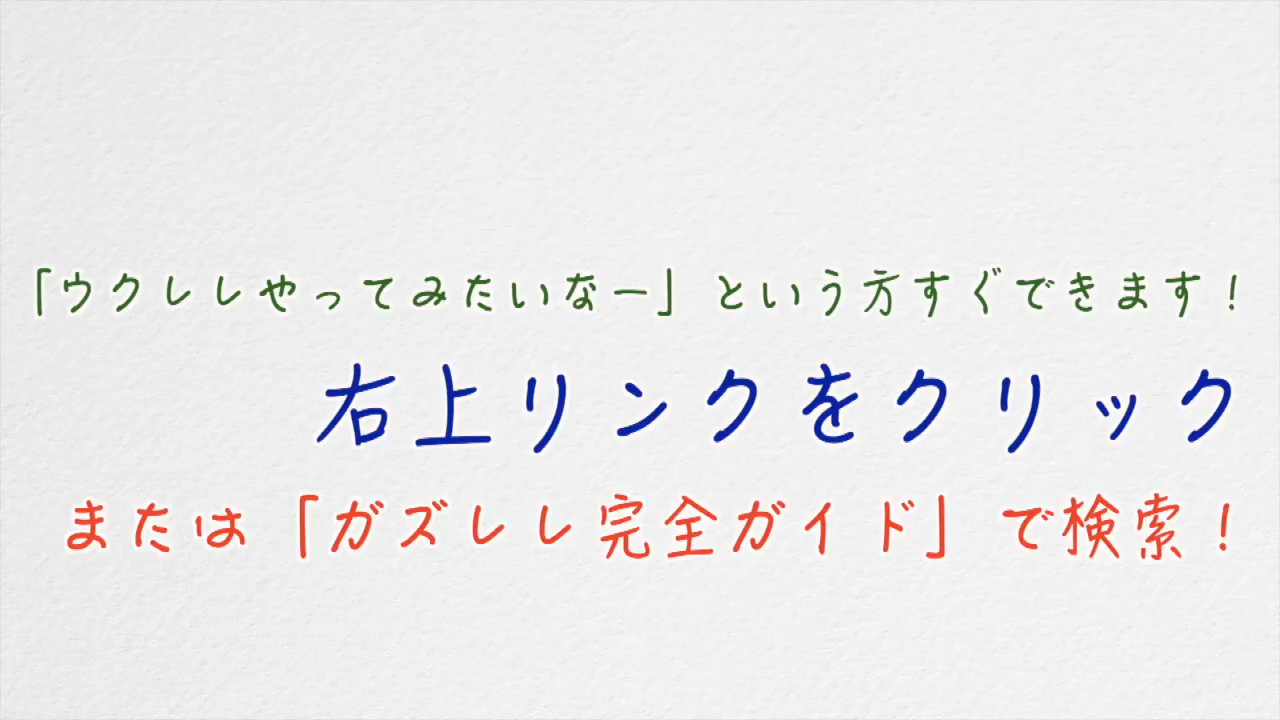 「ウクレレやってみたいなー」という方すぐできます！
右上リンクをクリック
または「ガズレレ完全ガイド」で検索！